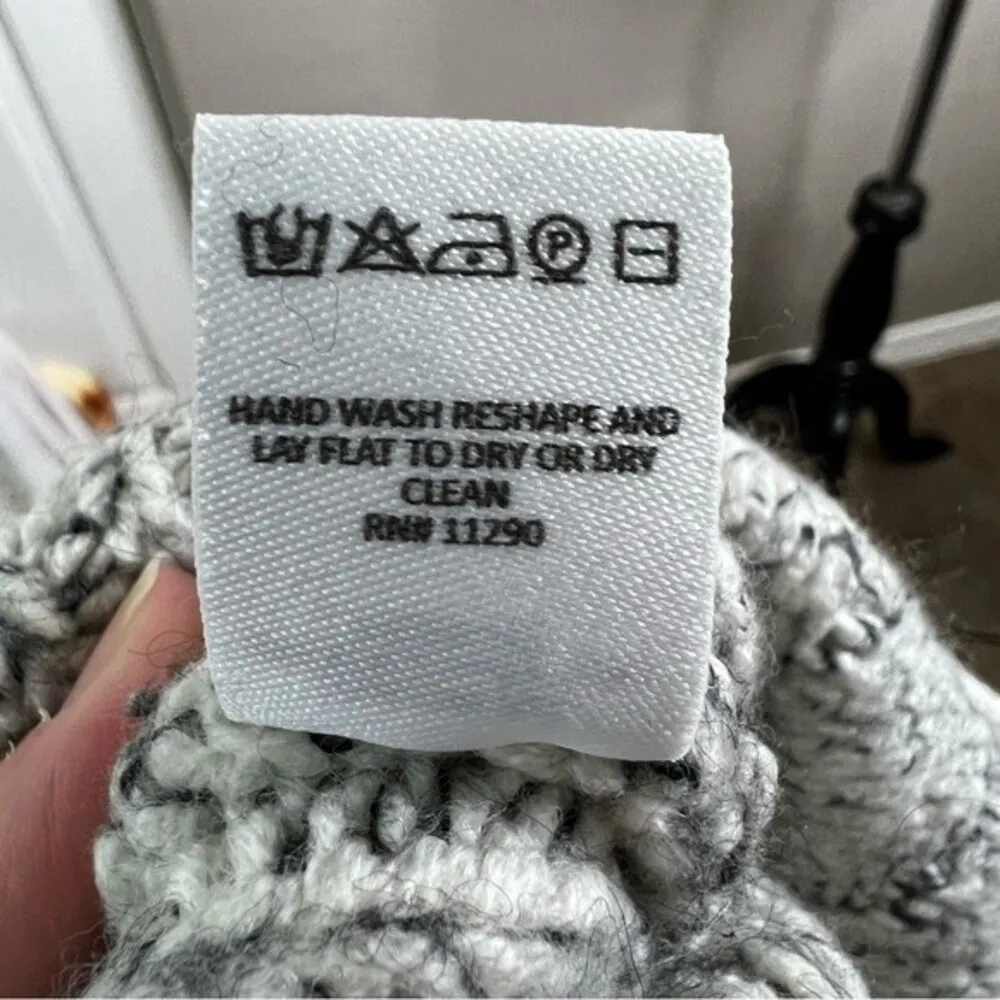 P
HAND WASH RESHAPE AND
LAY FLAT TO DRY OR DRY
CLEAN
RN# 11290